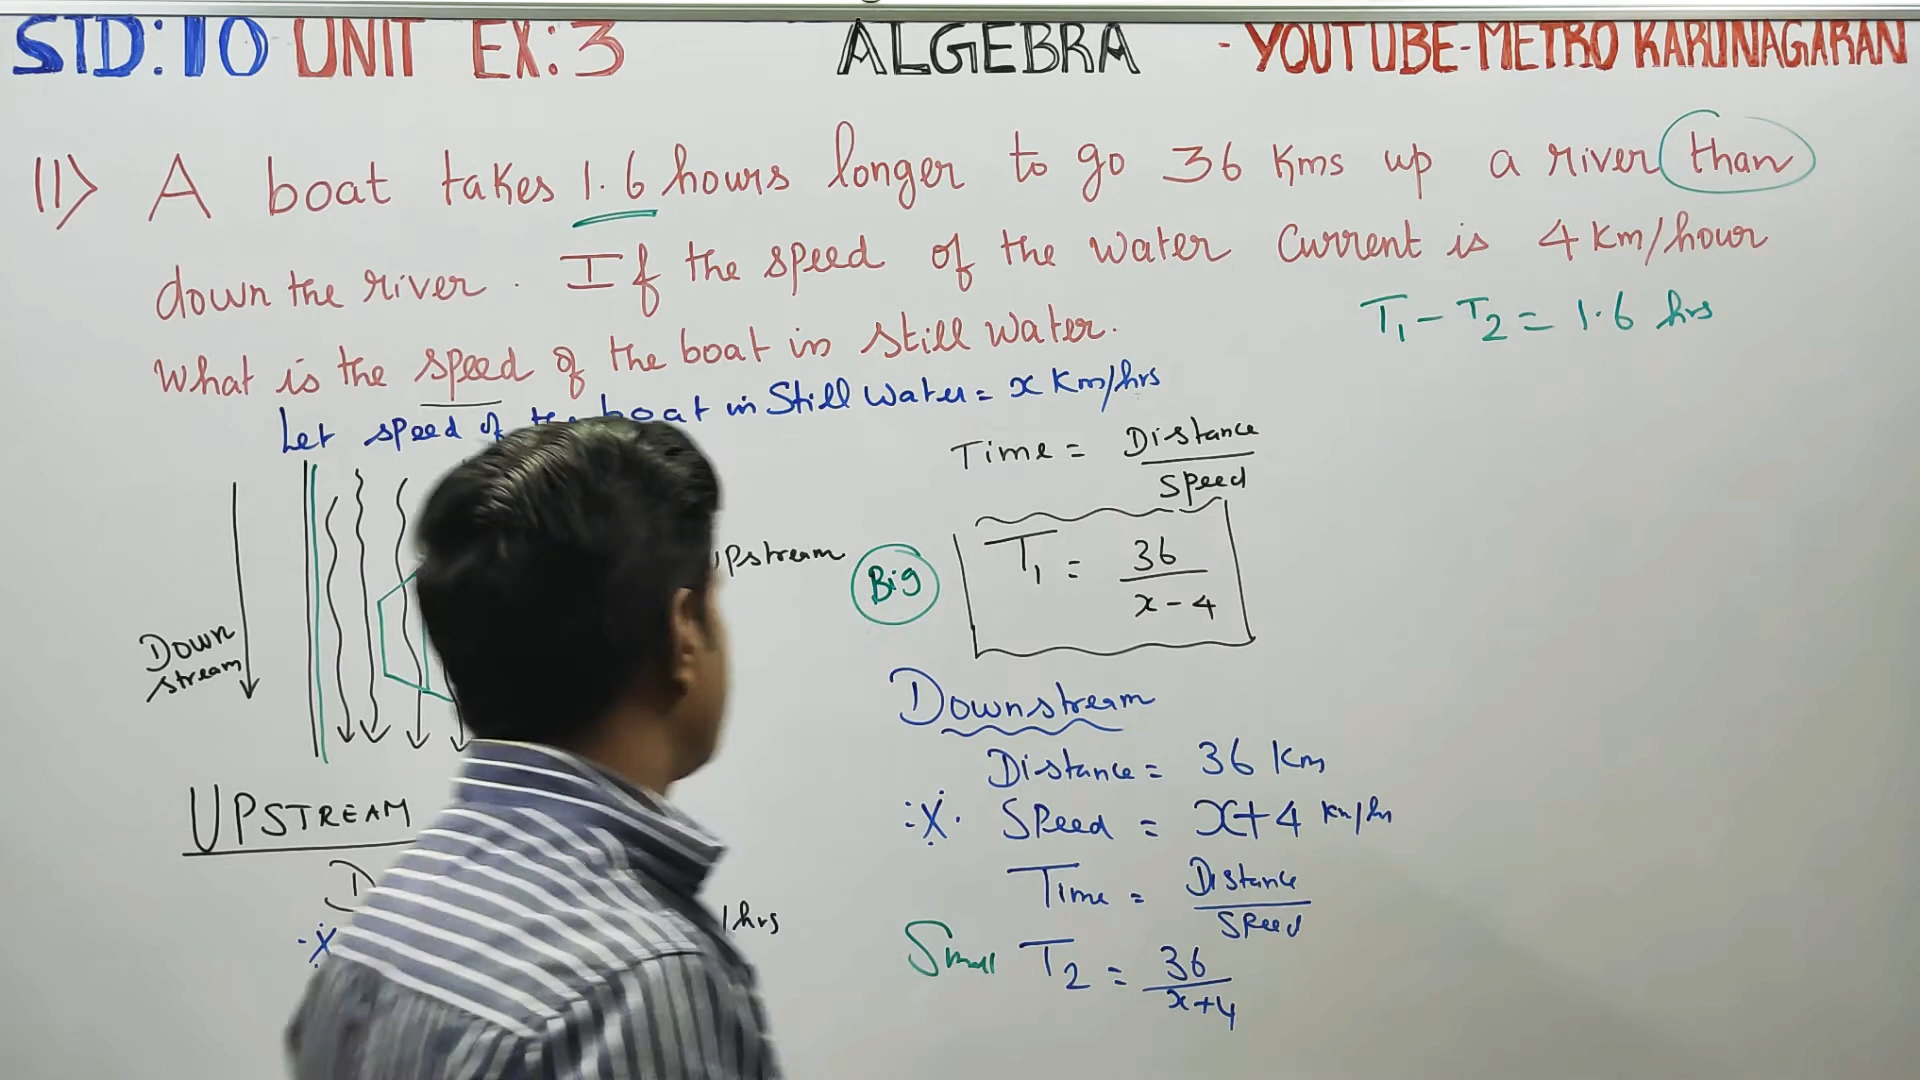 STD:10 UNIT EX:3 ALGEBRA - YOUTUBE-METRO KARUNAGARAN
11) A boat takes 1.6 hours longer to go 36 Kms up a river than
down the river. If the speed of the water current is 4 km/hour
What is the speed of the boat in still water.
T₁ - T₂ = 1.6 hrs
Let speed of the boat in Still Water = x Km/hrs
Time = Distance / Speed
Down stream
upstream
Big
T₁ = 36 / x - 4
Downstream
Distance = 36 Km
Speed = x+4 km/hr
Time = Distance / Speed
Small T₂ = 36 / x+4
UPSTREAM
D
/hrs